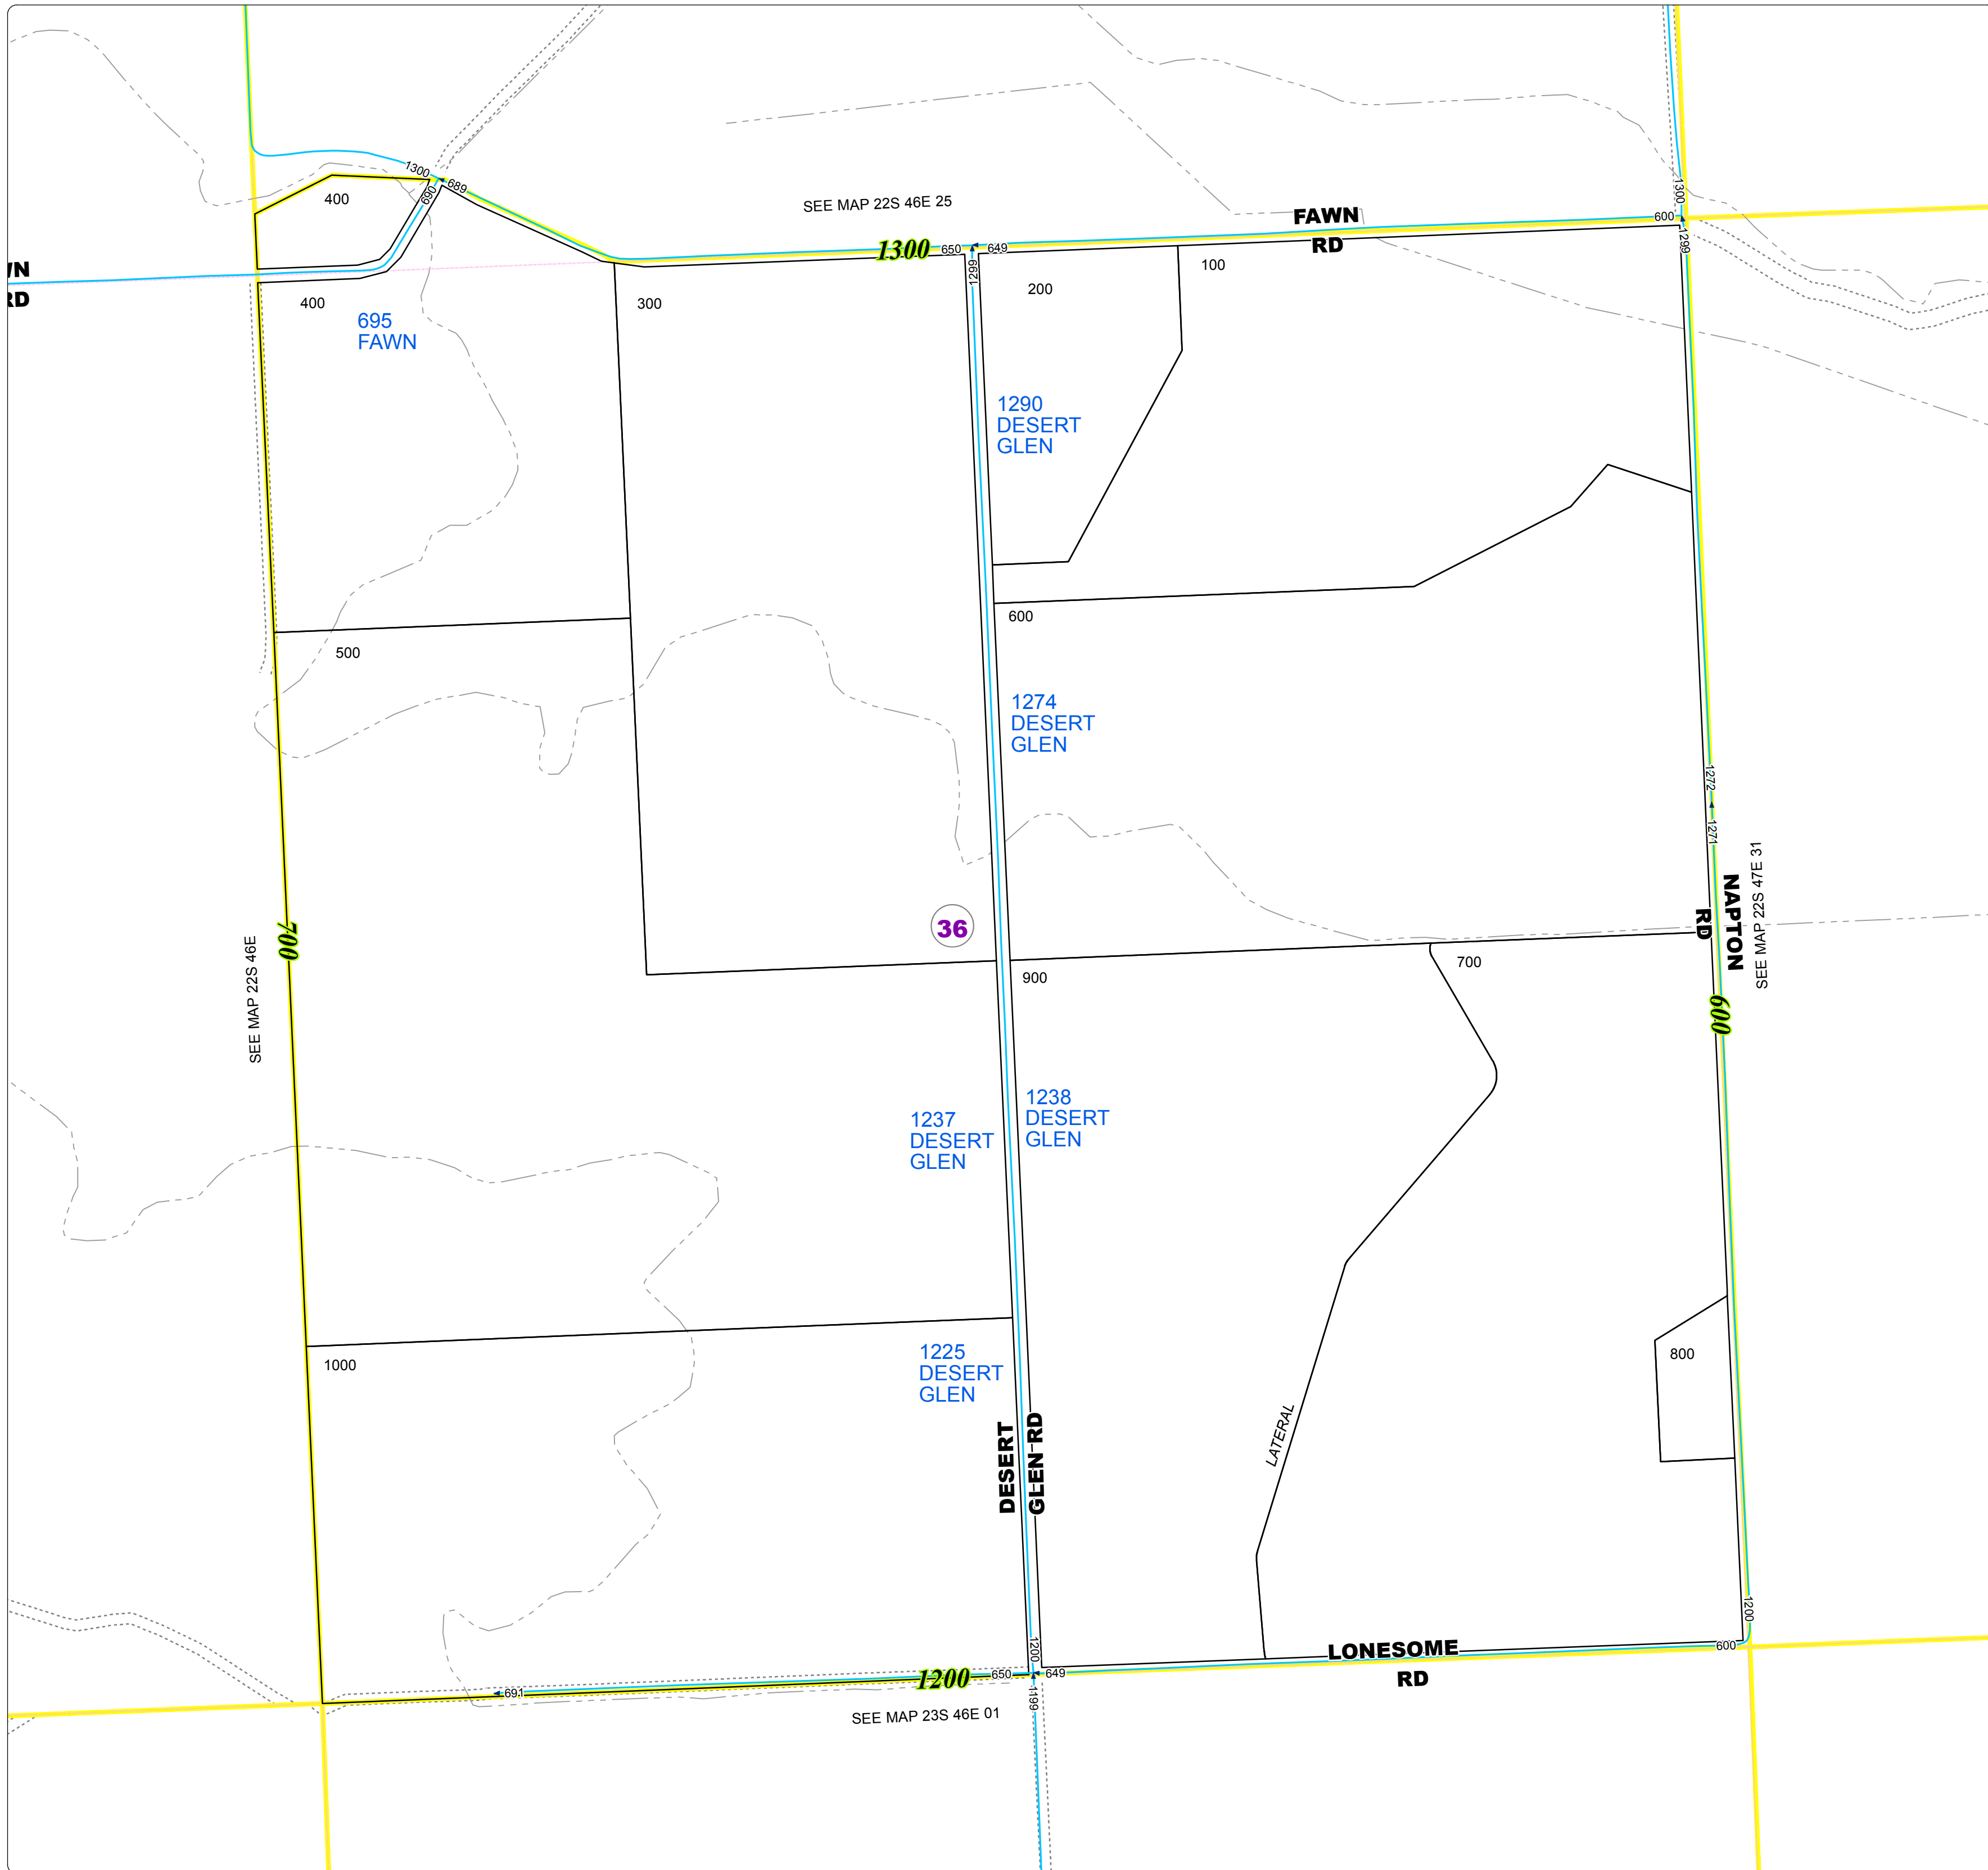 1300
689
690
400
SEE MAP 22S 46E 25
FAWN
RD
1300
600
1300
650
649
1299
1299
WN
RD
400
695
FAWN
300
200
100
1290
DESERT
GLEN
600
500
1274
DESERT
GLEN
1272
1271
NAPTON
RD
SEE MAP 22S 47E 31
36
700
SEE MAP 22S 46E
900
700
600
1237
DESERT
GLEN
1238
DESERT
GLEN
1000
1225
DESERT
GLEN
800
LATERAL
DESERT
GLEN RD
1200
1200
LONESOME
RD
600
650
649
1200
691
1199
SEE MAP 23S 46E 01